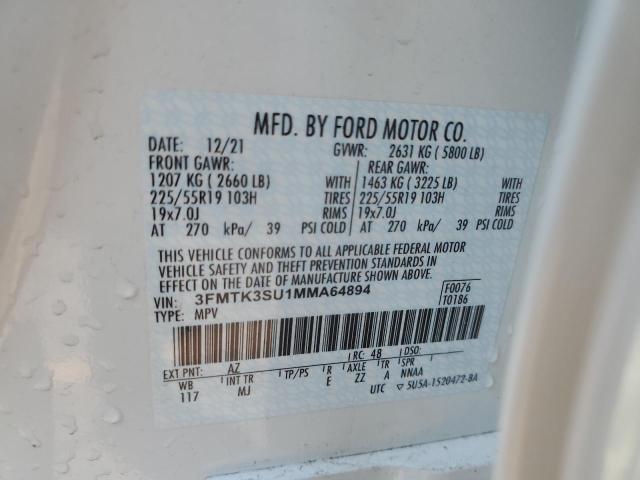 MFD. BY FORD MOTOR CO.
DATE: 12/21 GVWR: 2631 KG ( 5800 LB)
FRONT GAWR: REAR GAWR:
1207 KG ( 2660 LB) WITH 1463 KG ( 3225 LB) WITH
225/55R19 103H TIRES 225/55R19 103H TIRES
19x7.0J RIMS 19x7.0J RIMS
AT 270 kPa/ 39 PSI COLD AT 270 kPa/ 39 PSI COLD
THIS VEHICLE CONFORMS TO ALL APPLICABLE FEDERAL MOTOR
VEHICLE SAFETY AND THEFT PREVENTION STANDARDS IN
EFFECT ON THE DATE OF MANUFACTURE SHOWN ABOVE.
VIN: 3FMTK3SU1MMA64894 F0076
TYPE: MPV T0186
EXT PNT: AZ RC: 48 DSO:
WB INT TR TP/PS R AXLE TR SPR
117 MJ E ZZ A NNAA
UTC ▽ 5U5A-1520472-BA